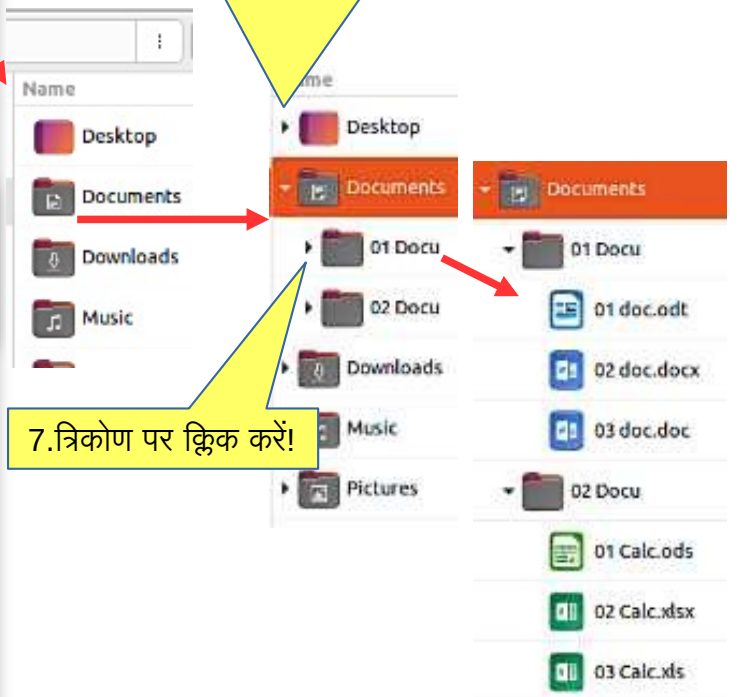 Name
Desktop
Documents
Downloads
Music
Desktop
Documents
01 Docu
02 Docu
Downloads
Music
Pictures
7.त्रिकोण पर क्लिक करें!
Documents
01 Docu
01 doc.odt
02 doc.docx
03 doc.doc
02 Docu
01 Calc.ods
02 Calc.xlsx
03 Calc.xls